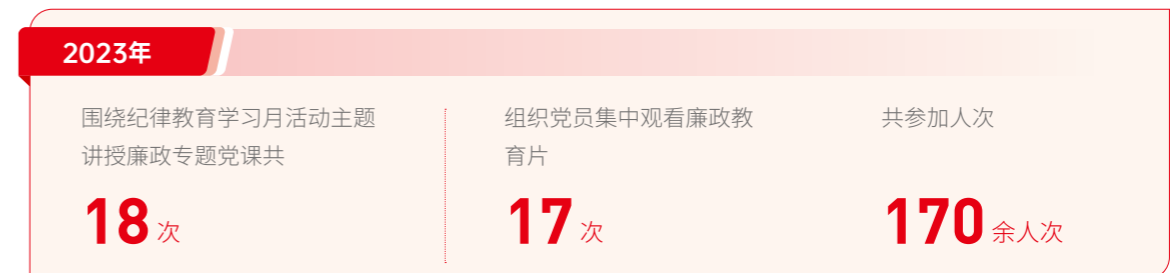 2023年
围绕纪律教育学习月活动主题
讲授廉政专题党课共
18次
组织党员集中观看廉政教
育片
17次
共参加人次
170余人次